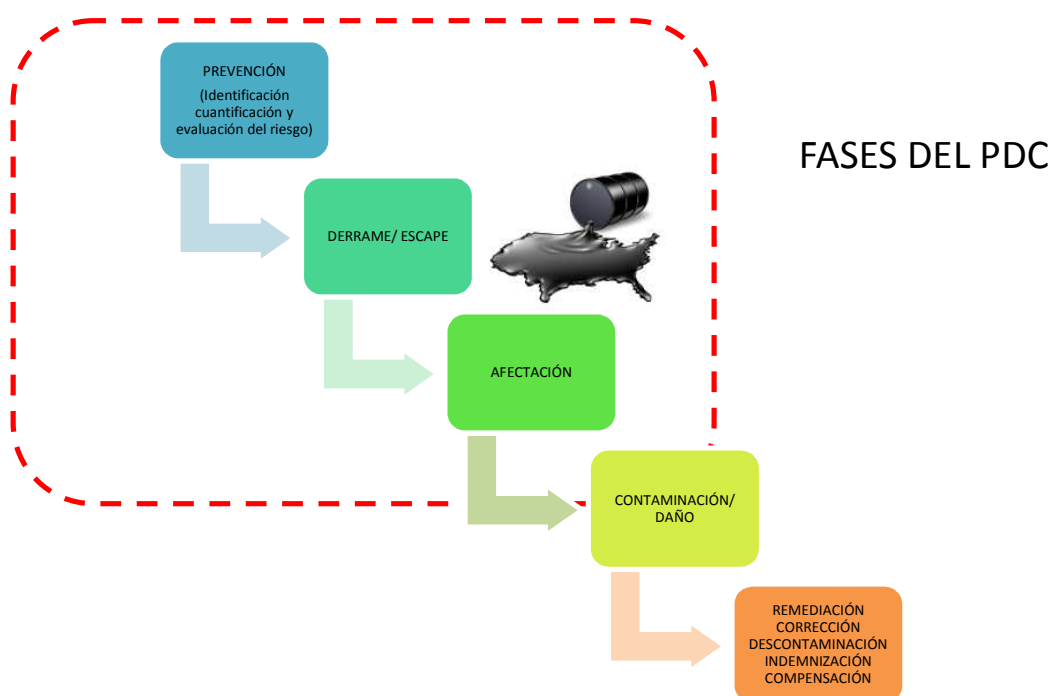 PREVENCIÓN
(Identificación
cuantificación y
evaluación del riesgo)
FASES DEL PDC
DERRAME/ ESCAPE
AFECTACIÓN
CONTAMINACIÓN/
DAÑO
REMEDIACIÓN
CORRECCIÓN
DESCONTAMINACIÓN
INDEMNIZACIÓN
COMPENSACIÓN